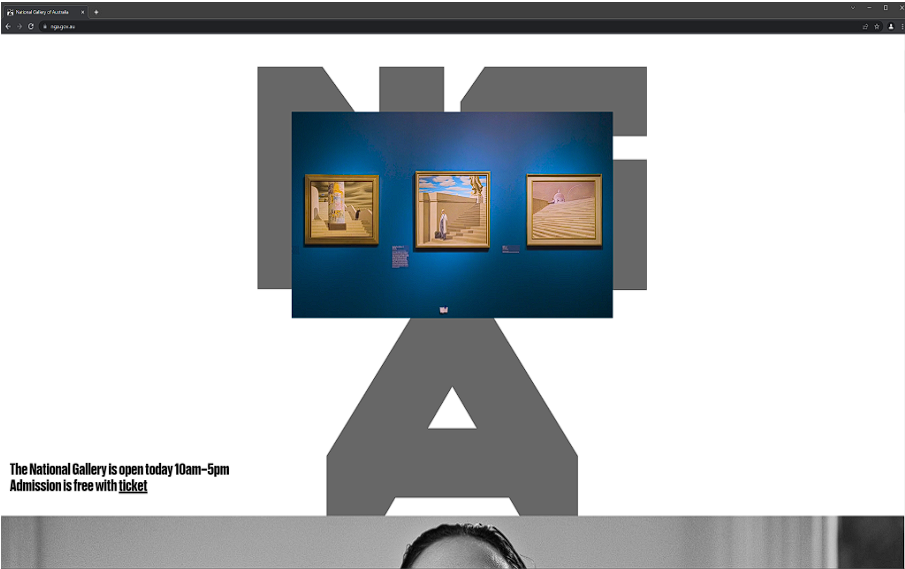 National Gallery of Australia
nga.gov.au
NG
A
The National Gallery is open today 10am–5pm
Admission is free with ticket